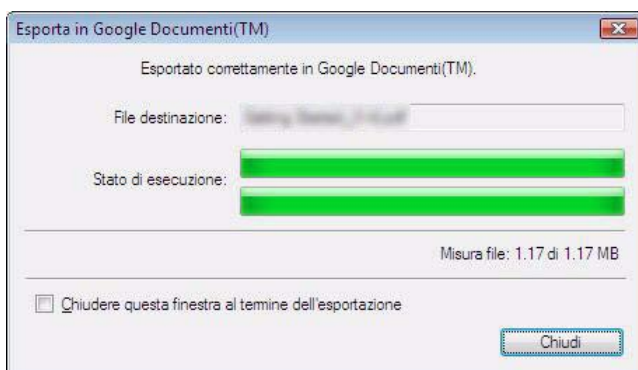 Esporta in Google Documenti(TM)
Esportato correttamente in Google Documenti(TM).
File destinazione:
Stato di esecuzione:
Misura file: 1.17 di 1.17 MB
Chiudere questa finestra al termine dell'esportazione
Chiudi